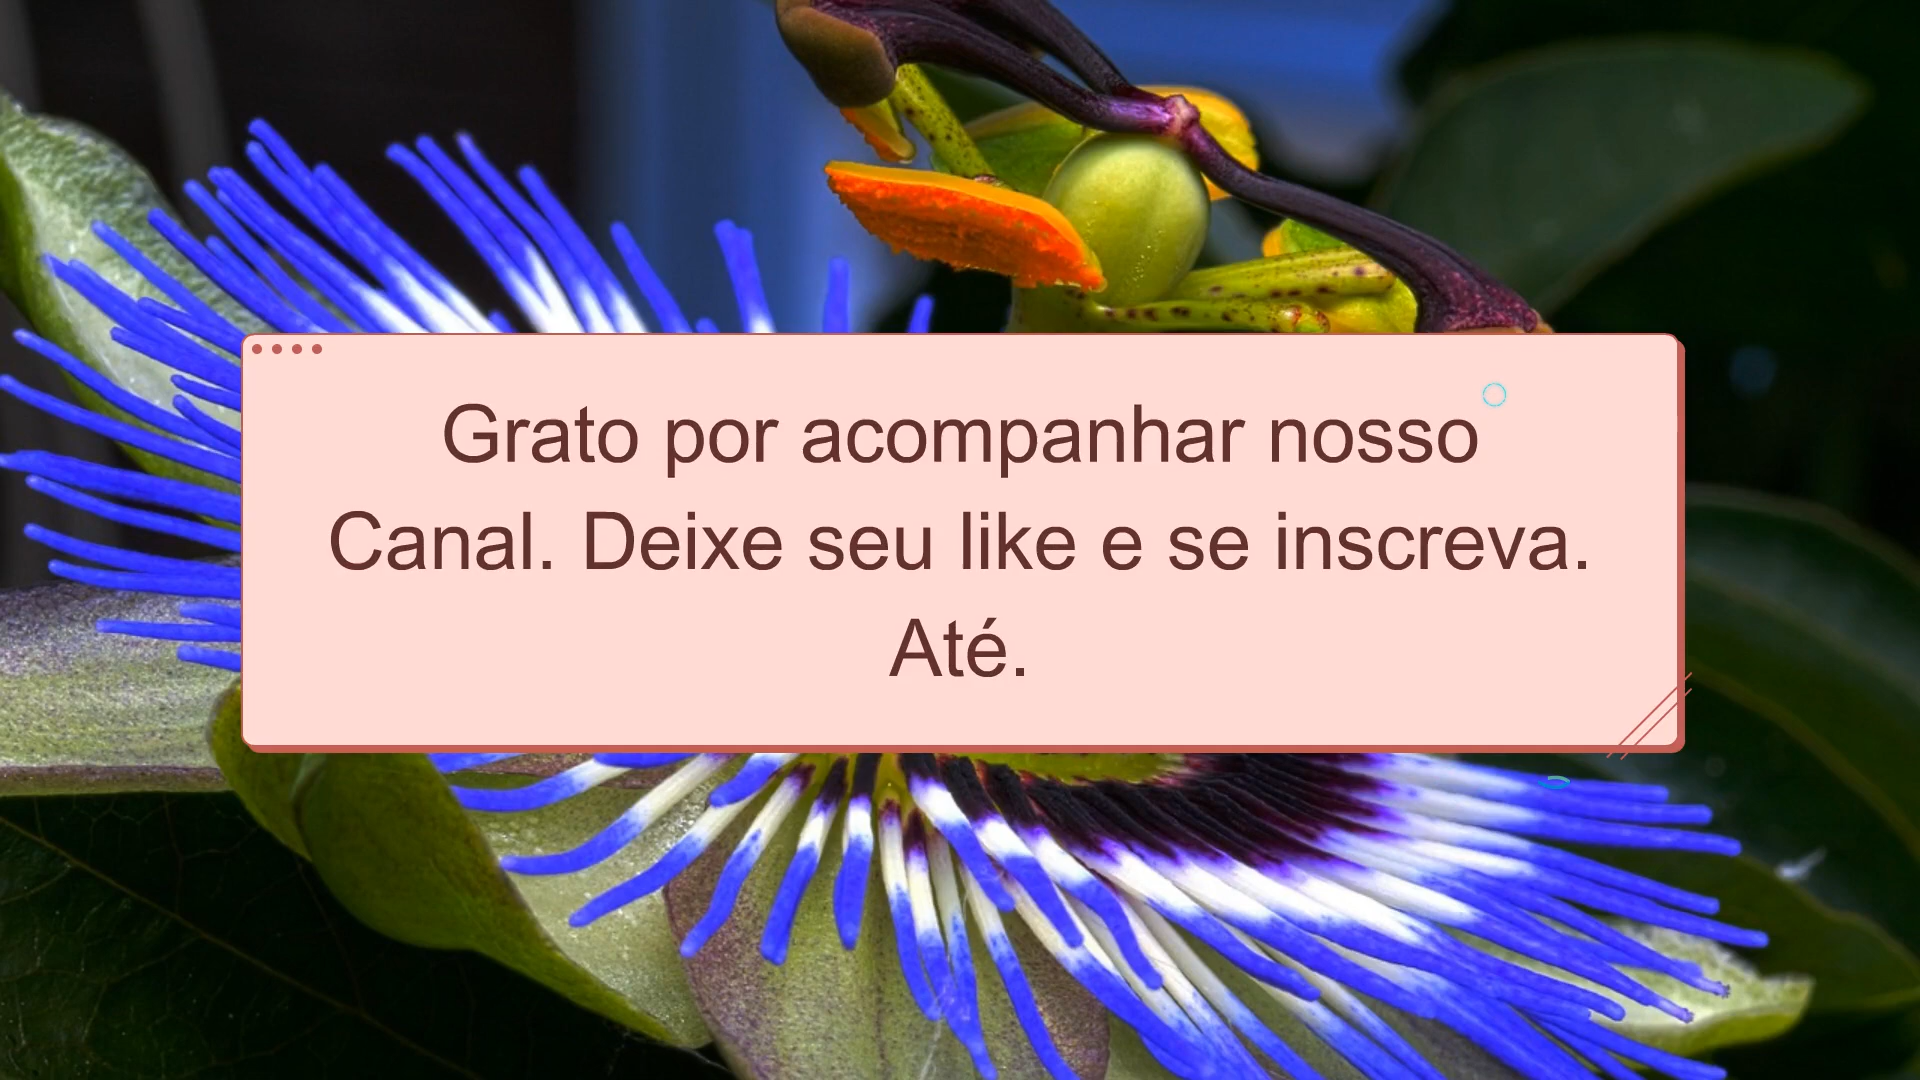 Grato por acompanhar nosso
Canal. Deixe seu like e se inscreva.
Até.